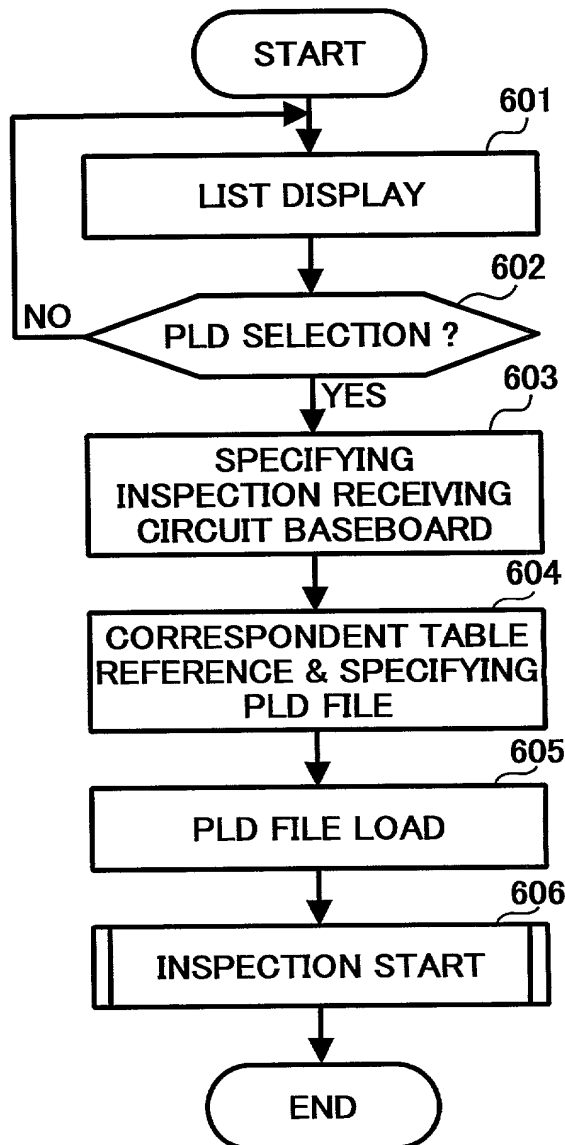 START
601
LIST DISPLAY
602
NO
PLD SELECTION ?
YES
603
SPECIFYING
INSPECTION RECEIVING
CIRCUIT BASEBOARD
604
CORRESPONDENT TABLE
REFERENCE & SPECIFYING
PLD FILE
605
PLD FILE LOAD
606
INSPECTION START
END